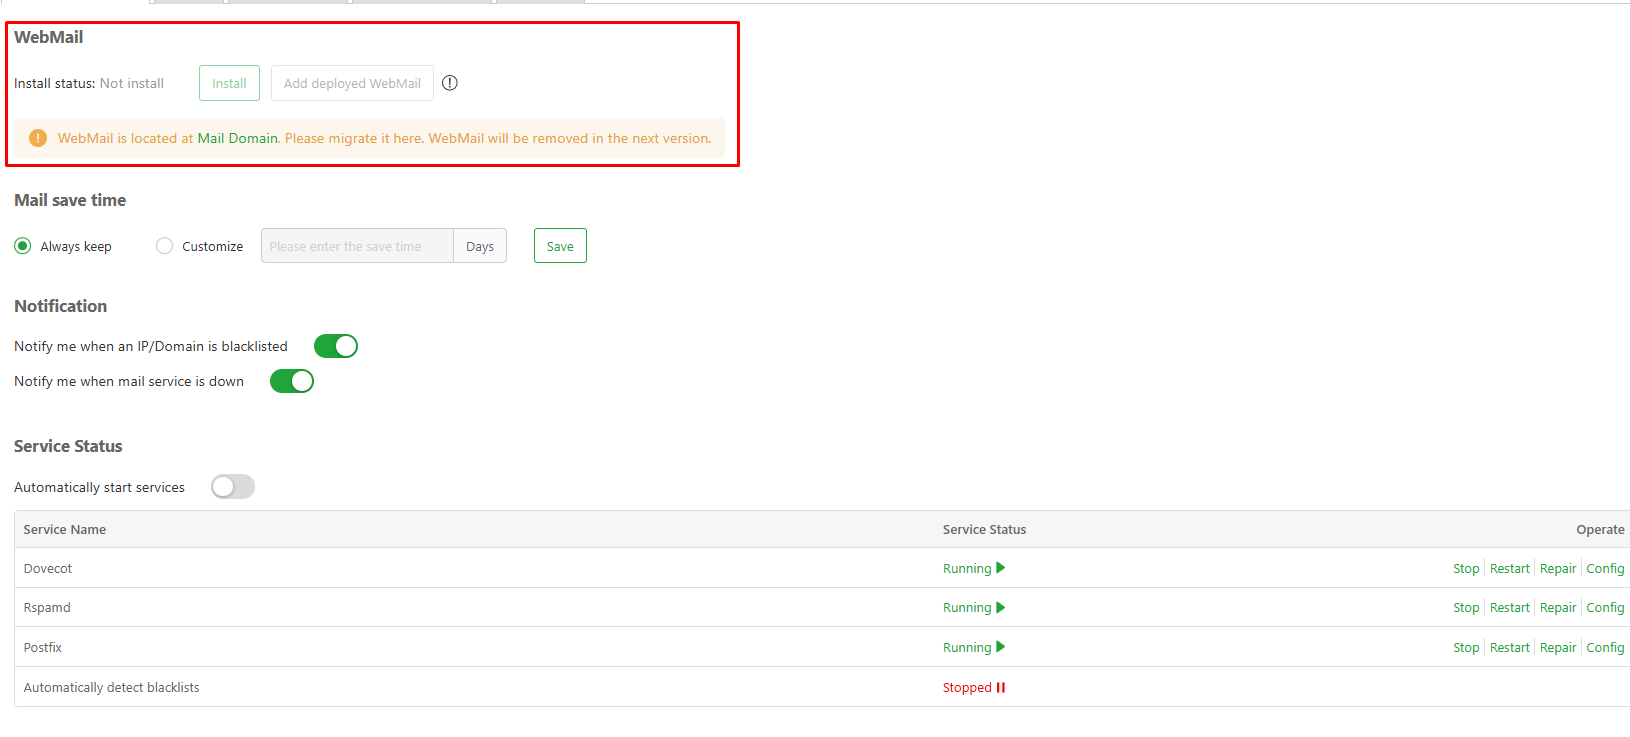 WebMail
Install status: Not install Install Add deployed WebMail
WebMail is located at Mail Domain. Please migrate it here. WebMail will be removed in the next version.
Mail save time
Always keep Customize Please enter the save time Days Save
Notification
Notify me when an IP/Domain is blacklisted
Notify me when mail service is down
Service Status
Automatically start services
Service Name Service Status Operate
Dovecot Running Stop Restart Repair Config
Rspamd Running Stop Restart Repair Config
Postfix Running Stop Restart Repair Config
Automatically detect blacklists Stopped